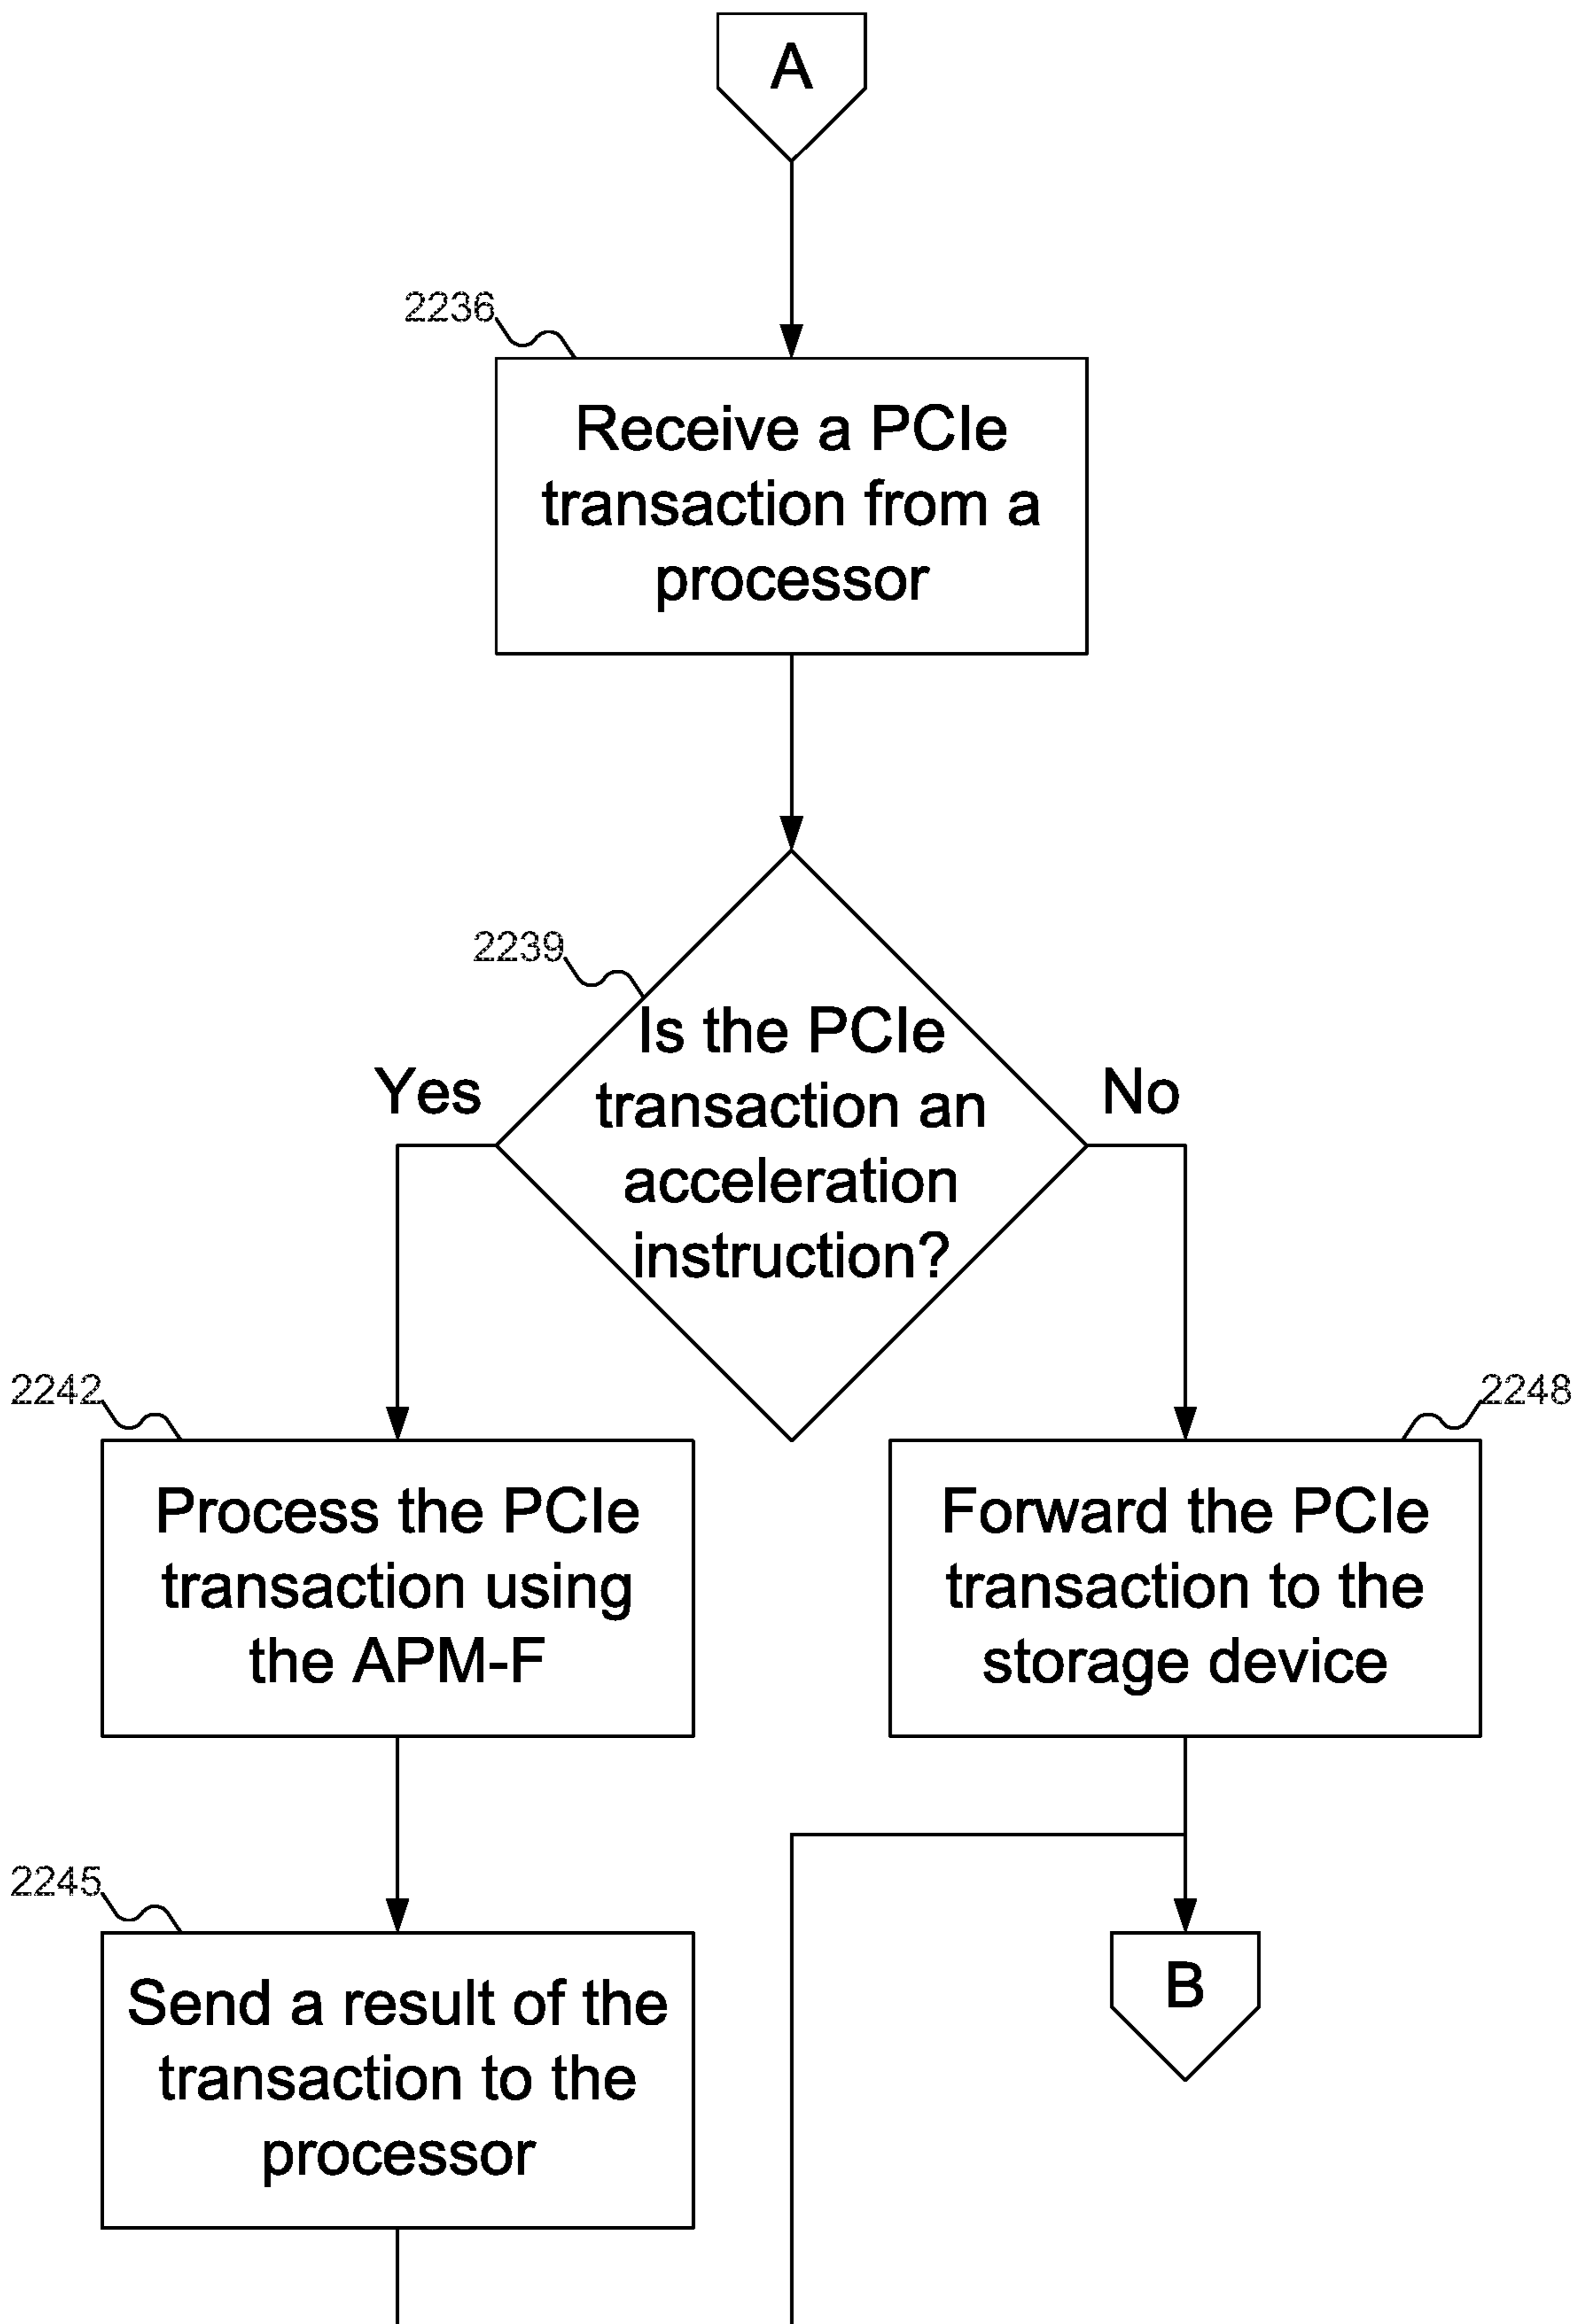 A
2236
Receive a PCIe
transaction from a
processor
2239
Is the PCIe
transaction an
acceleration
instruction?
Yes
No
2242
Process the PCIe
transaction using
the APM-F
2248
Forward the PCIe
transaction to the
storage device
2245
Send a result of the
transaction to the
processor
B